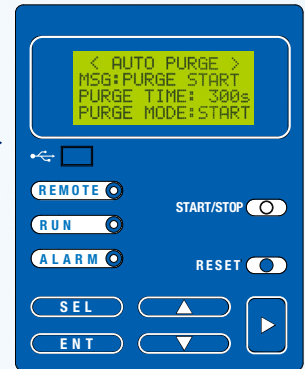 < AUTO PURGE >
MSG:PURGE START
PURGE TIME: 300s
PURGE MODE:START
REMOTE
START/STOP
RUN
ALARM
RESET
SEL
ENT